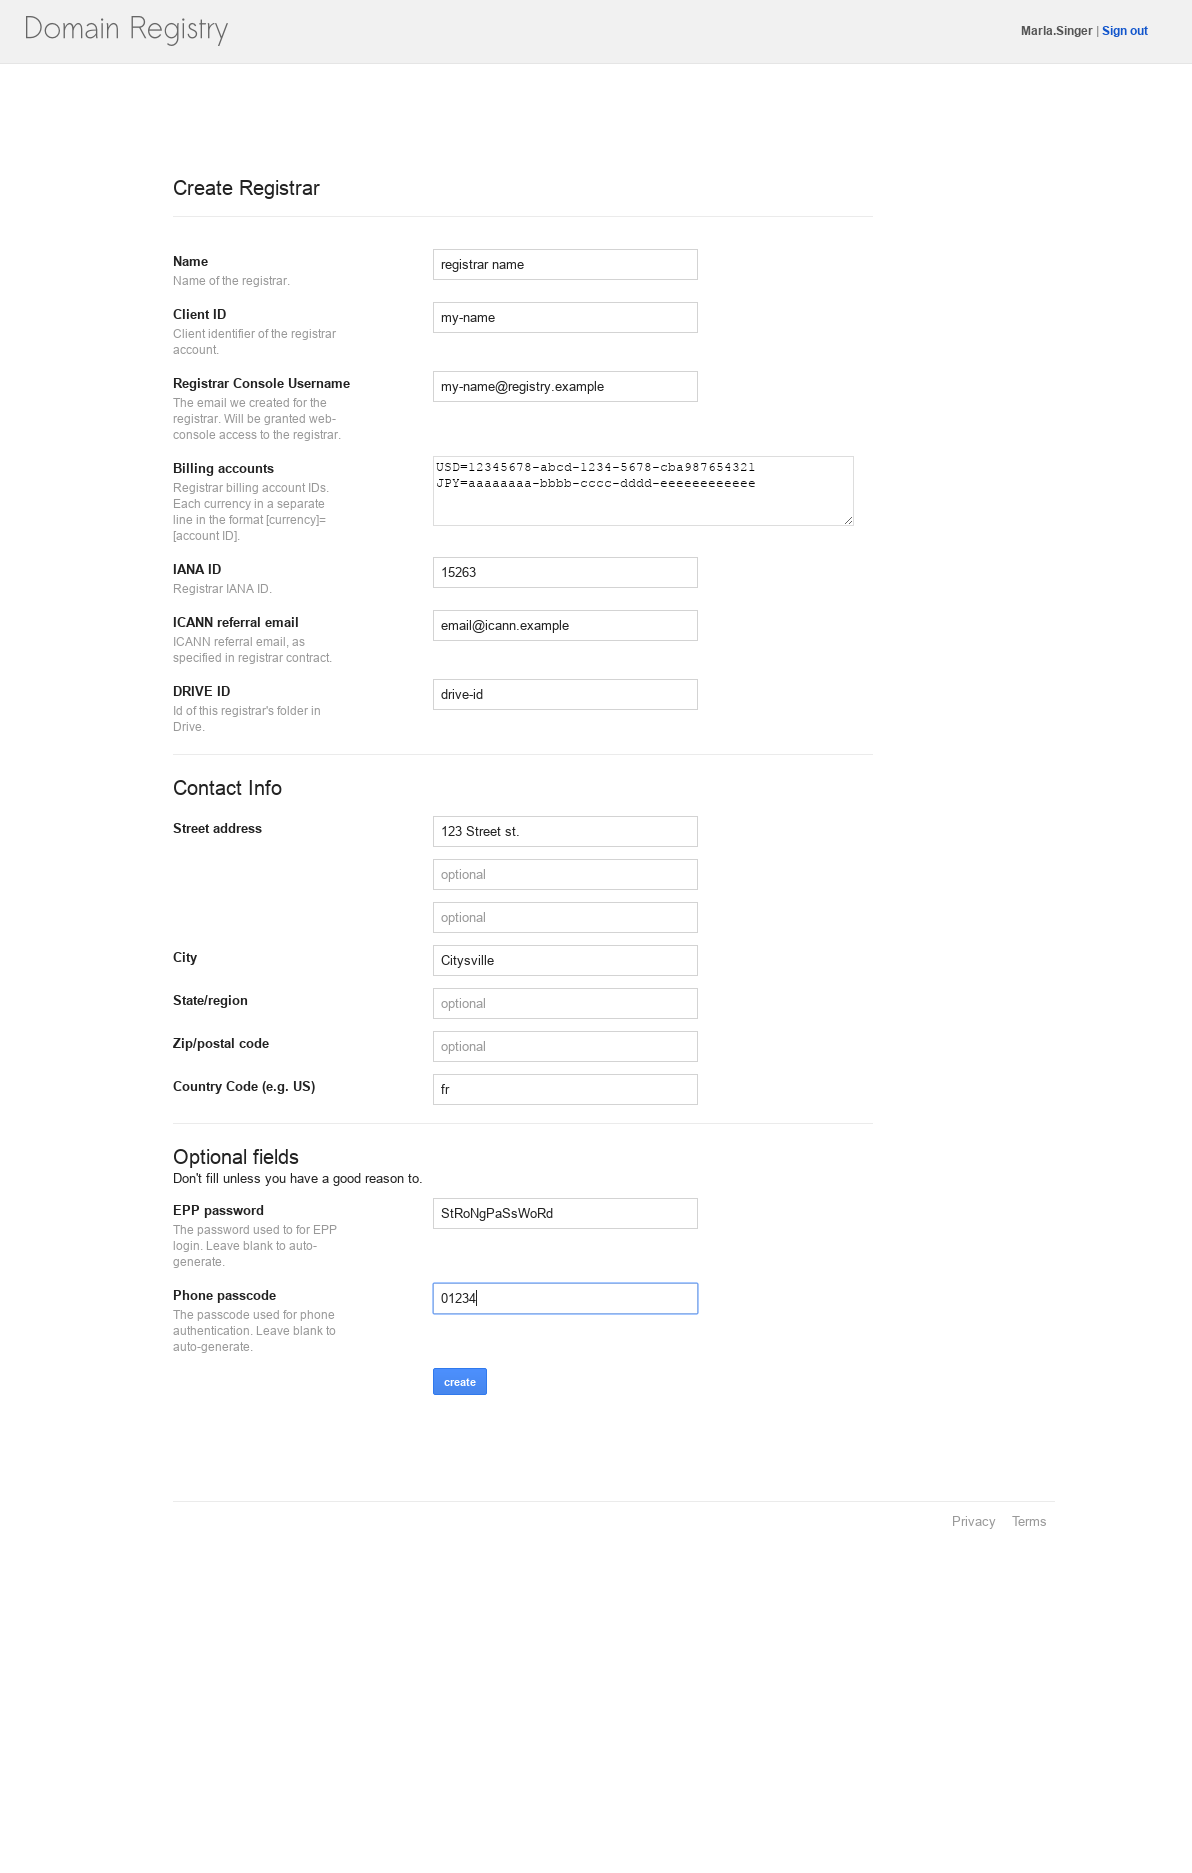 Domain Registry
Marla.Singer | Sign out
Create Registrar
Name
registrar name
Name of the registrar.
Client ID
my-name
Client identifier of the registrar
account.
Registrar Console Username
my-name@registry.example
The email we created for the
registrar. Will be granted web-
console access to the registrar.
Billing accounts
USD=12345678-abcd-1234-5678-cba987654321
JPY=aaaaaaaa-bbbb-cccc-dddd-eeeeeeeeeeee
Registrar billing account IDs.
Each currency in a separate
line in the format [currency]=
[account ID].
IANA ID
15263
Registrar IANA ID.
ICANN referral email
email@icann.example
ICANN referral email, as
specified in registrar contract.
DRIVE ID
drive-id
Id of this registrar's folder in
Drive.
Contact Info
Street address
123 Street st.
optional
optional
City
Citysville
State/region
optional
Zip/postal code
optional
Country Code (e.g. US)
fr
Optional fields
Don't fill unless you have a good reason to.
EPP password
StRoNgPaSsWoRd
The password used to for EPP
login. Leave blank to auto-
generate.
Phone passcode
01234
The passcode used for phone
authentication. Leave blank to
auto-generate.
create
Privacy Terms